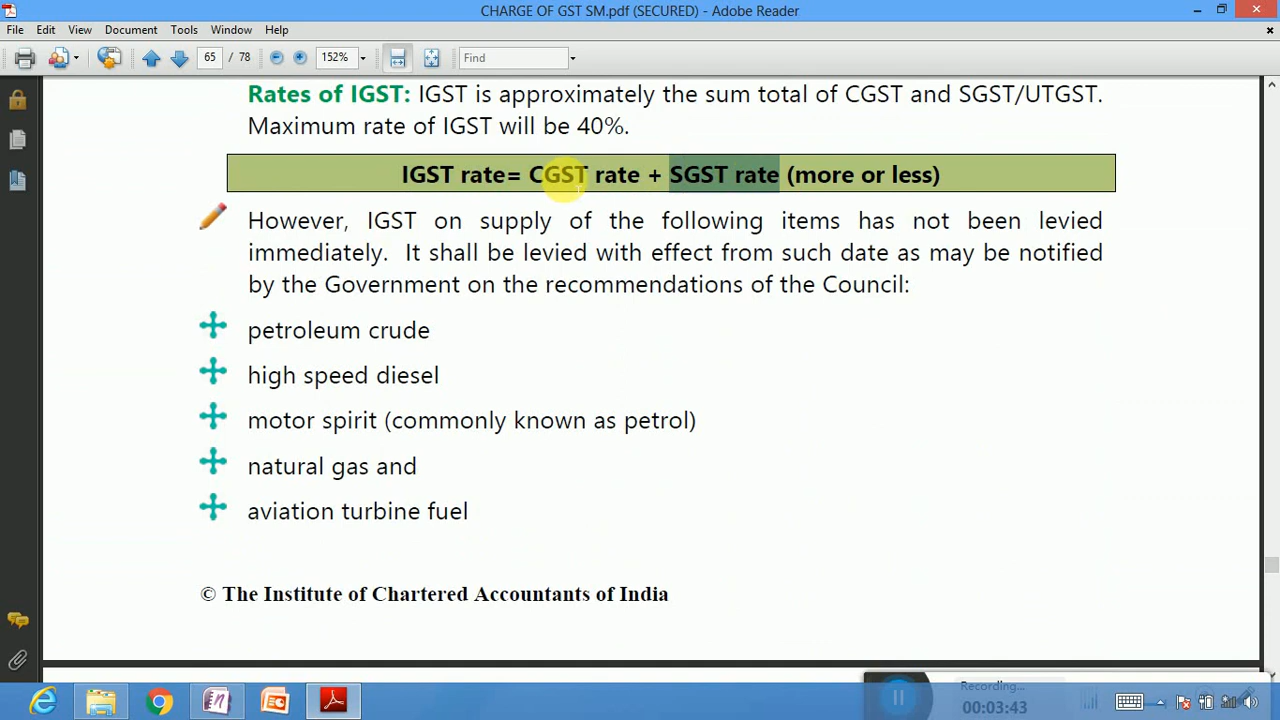 CHARGE OF GST SM.pdf (SECURED) - Adobe Reader
File Edit View Document Tools Window Help
65 / 78 152% Find
Rates of IGST: IGST is approximately the sum total of CGST and SGST/UTGST.
Maximum rate of IGST will be 40%.
IGST rate= CGST rate + SGST rate (more or less)
However, IGST on supply of the following items has not been levied
immediately. It shall be levied with effect from such date as may be notified
by the Government on the recommendations of the Council:
petroleum crude
high speed diesel
motor spirit (commonly known as petrol)
natural gas and
aviation turbine fuel
© The Institute of Chartered Accountants of India
Recording...
00:03:43